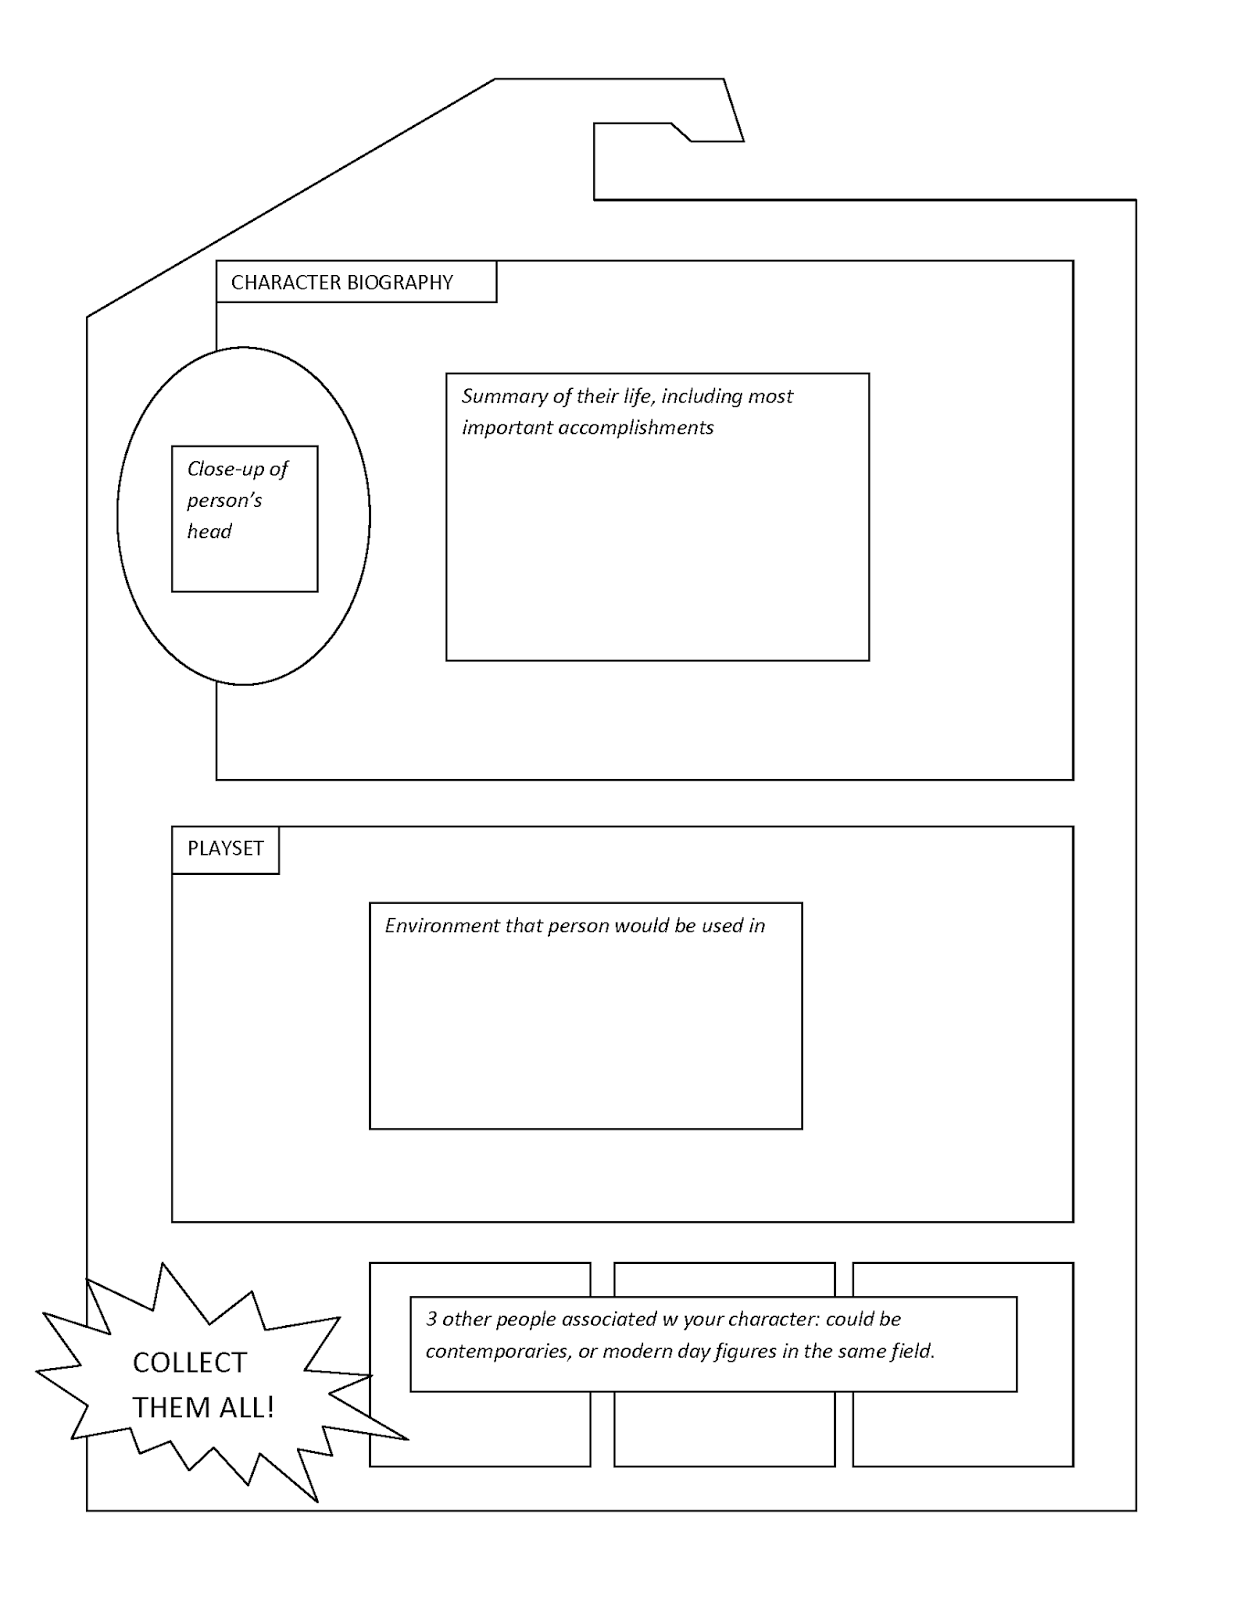 CHARACTER BIOGRAPHY
Summary of their life, including most
important accomplishments
Close-up of
person’s
head
PLAYSET
Environment that person would be used in
3 other people associated w your character: could be
contemporaries, or modern day figures in the same field.
COLLECT
THEM ALL!